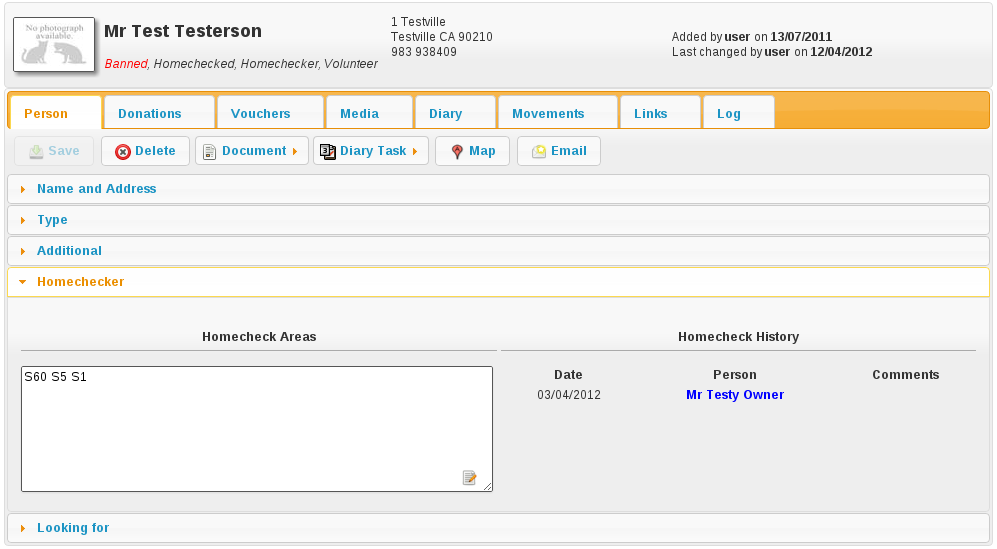 No photograph
available.
Mr Test Testerson
Banned, Homechecked, Homechecker, Volunteer
1 Testville
Testville CA 90210
983 938409
Added by user on 13/07/2011
Last changed by user on 12/04/2012
Person Donations Vouchers Media Diary Movements Links Log
Save Delete Document Diary Task Map Email
Name and Address
Type
Additional
Homechecker
Homecheck Areas
S60 S5 S1
Homecheck History
Date Person Comments
03/04/2012 Mr Testy Owner
Looking for